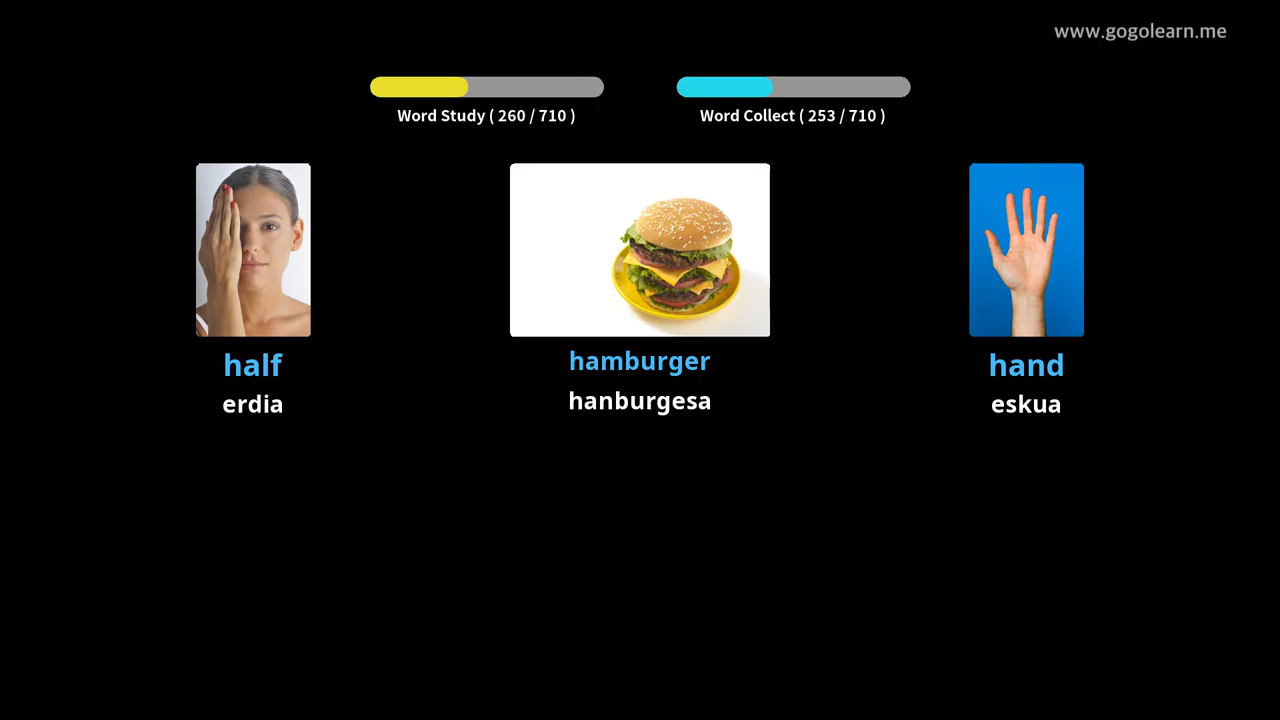 www.gogolearn.me
Word Study ( 260 / 710 )
Word Collect ( 253 / 710 )
half
erdia
hamburger
hanburgesa
hand
eskua